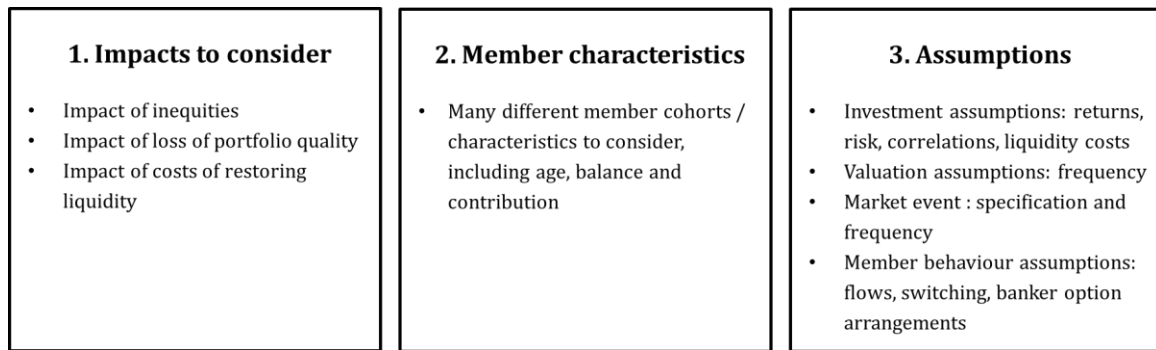 1. Impacts to consider
• Impact of inequities
• Impact of loss of portfolio quality
• Impact of costs of restoring
liquidity
2. Member characteristics
• Many different member cohorts /
characteristics to consider,
including age, balance and
contribution
3. Assumptions
• Investment assumptions: returns,
risk, correlations, liquidity costs
• Valuation assumptions: frequency
• Market event : specification and
frequency
• Member behaviour assumptions:
flows, switching, banker option
arrangements